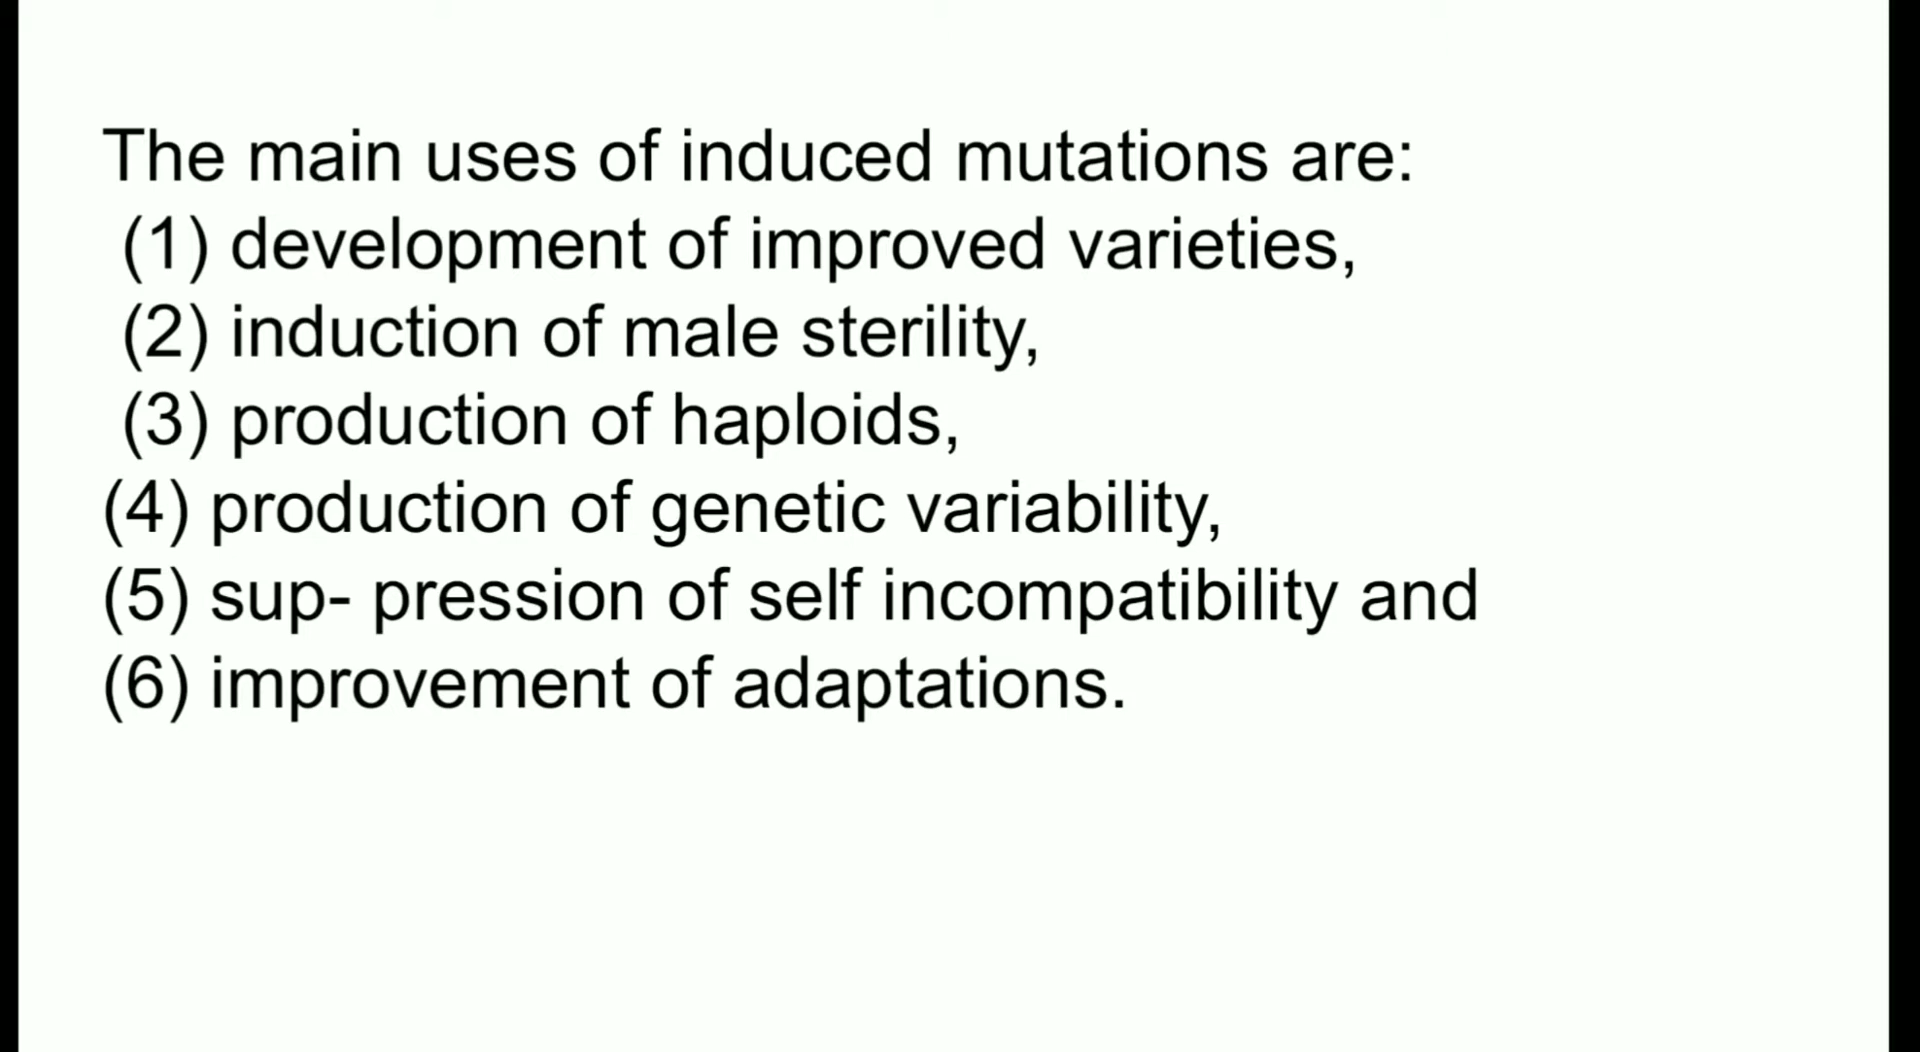 The main uses of induced mutations are:
(1) development of improved varieties,
(2) induction of male sterility,
(3) production of haploids,
(4) production of genetic variability,
(5) sup- pression of self incompatibility and
(6) improvement of adaptations.